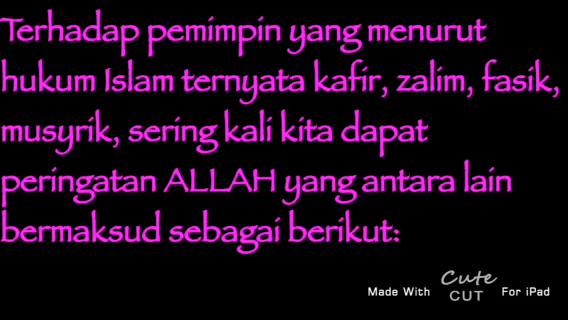 Terhadap pemimpin yang menurut
hukum Islam ternyata kafir, zalim, fasik,
musyrik, sering kali kita dapat
peringatan ALLAH yang antara lain
bermaksud sebagai berikut:
Made With Cute CUT For iPad